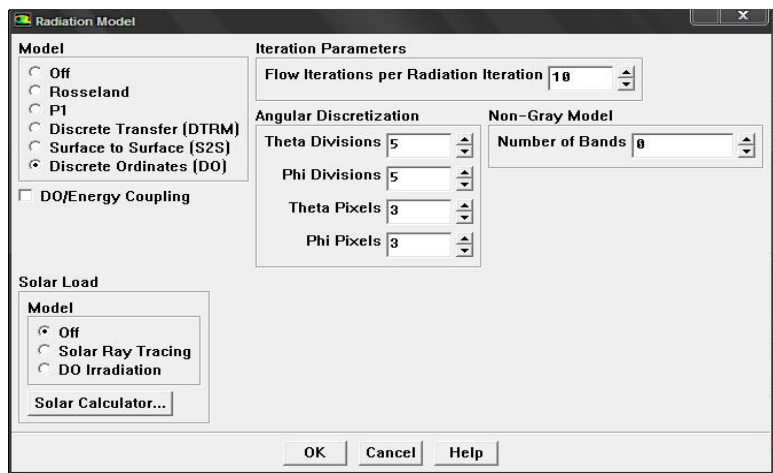 Radiation Model
Model
Off
Rosseland
P1
Discrete Transfer (DTRM)
Surface to Surface (S2S)
Discrete Ordinates (DO)
DO/Energy Coupling
Iteration Parameters
Flow Iterations per Radiation Iteration 10
Angular Discretization
Theta Divisions 5
Phi Divisions 5
Theta Pixels 3
Phi Pixels 3
Non-Gray Model
Number of Bands 0
Solar Load
Model
Off
Solar Ray Tracing
DO Irradiation
Solar Calculator...
OK Cancel Help